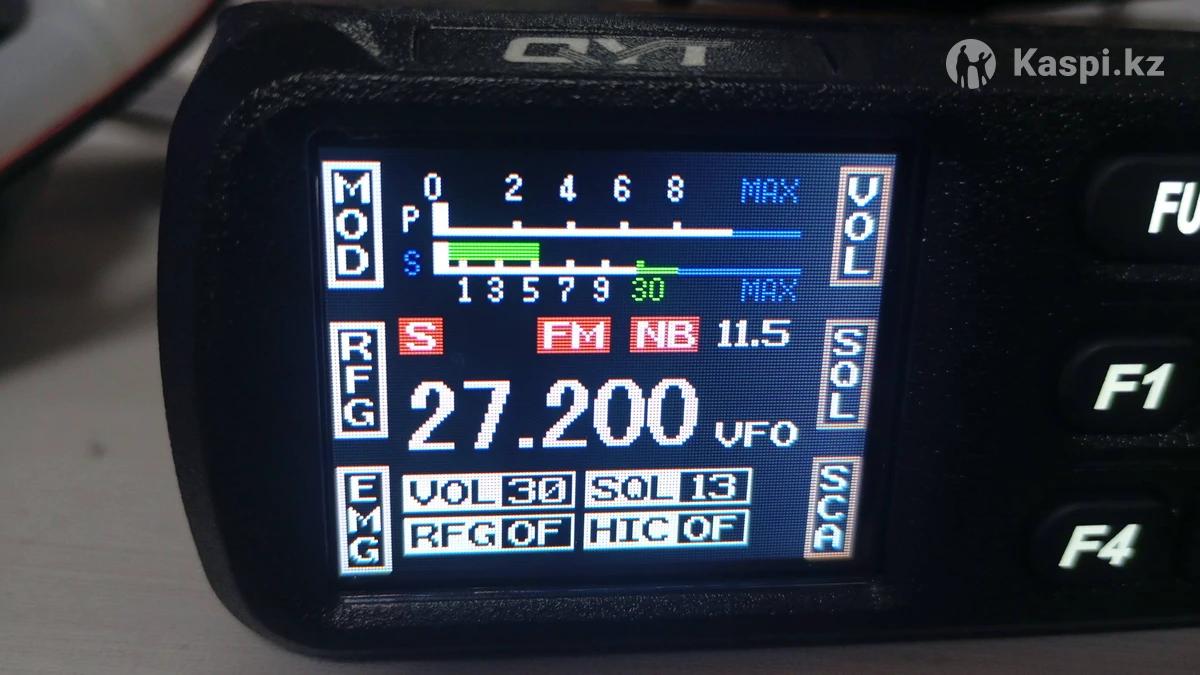 QYT
Kaspi.kz
MOD
0 2 4 6 8 MAX
VOL
P
S
1 3 5 7 9 30 MAX
S FM NB 11.5
RFG
SQL
27.200 VFO
EMG
VOL 30 SQL 13
SCA
RFG OF HIC OF
FU
F1
F4